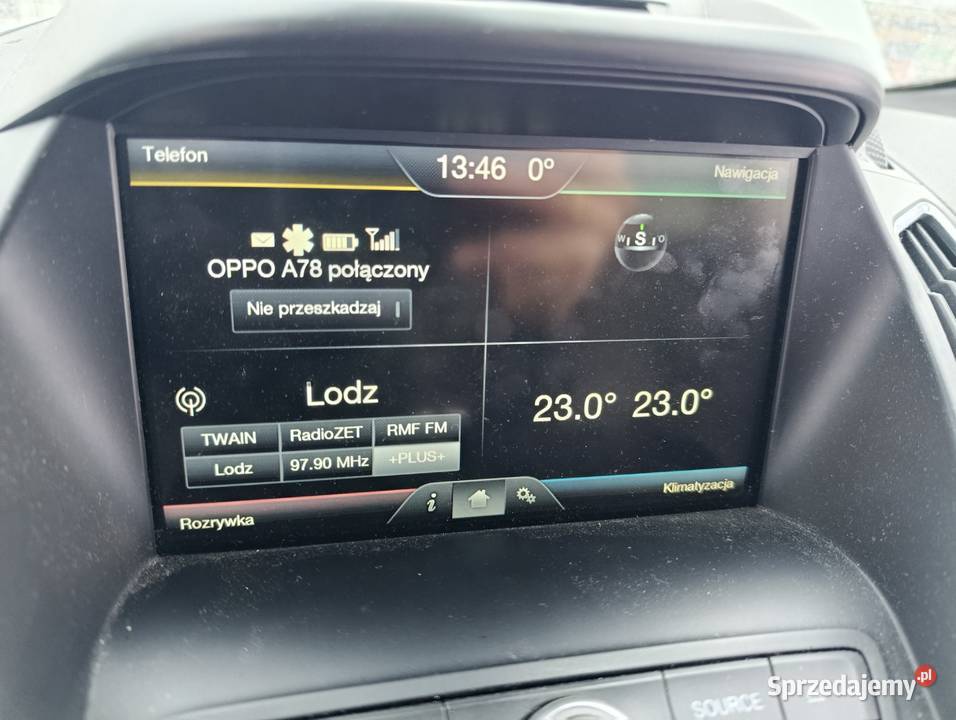 Telefon
13:46 0°
Nawigacja
OPPO A78 połączony
Nie przeszkadzaj
W S O
Lodz
TWAIN RadioZET RMF FM
Lodz 97.90 MHz +PLUS+
23.0° 23.0°
Rozrywka
i
Klimatyzacja
SOURCE
Sprzedajemy.pl